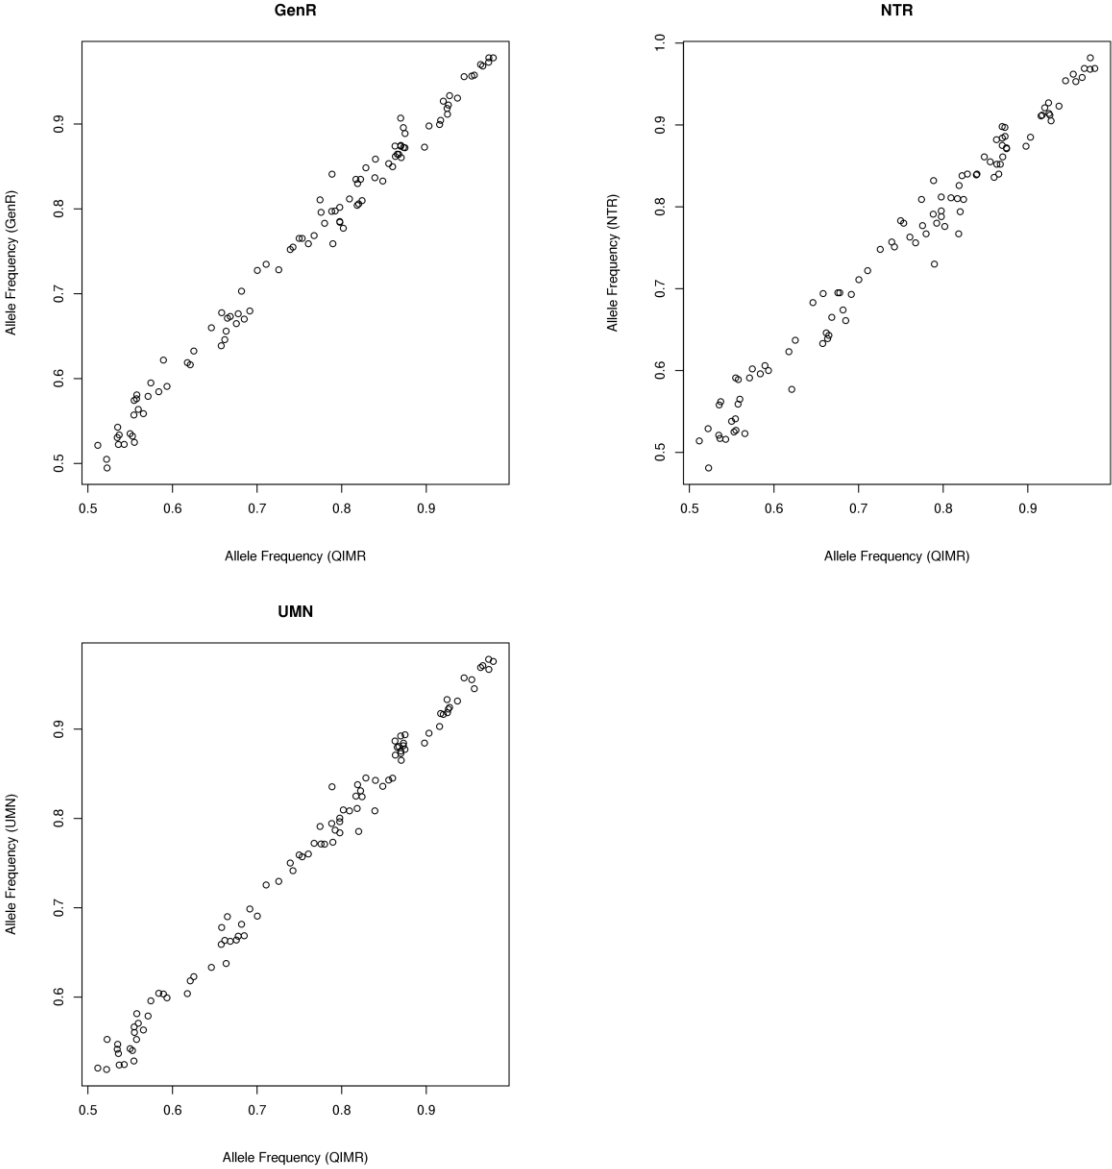 GenR
Allele Frequency (GenR)
0.9
0.8
0.7
0.6
0.5
0.5 0.6 0.7 0.8 0.9
Allele Frequency (QIMR
NTR
Allele Frequency (NTR)
1.0
0.9
0.8
0.7
0.6
0.5
0.5 0.6 0.7 0.8 0.9
Allele Frequency (QIMR)
UMN
Allele Frequency (UMN)
0.9
0.8
0.7
0.6
0.5 0.6 0.7 0.8 0.9
Allele Frequency (QIMR)